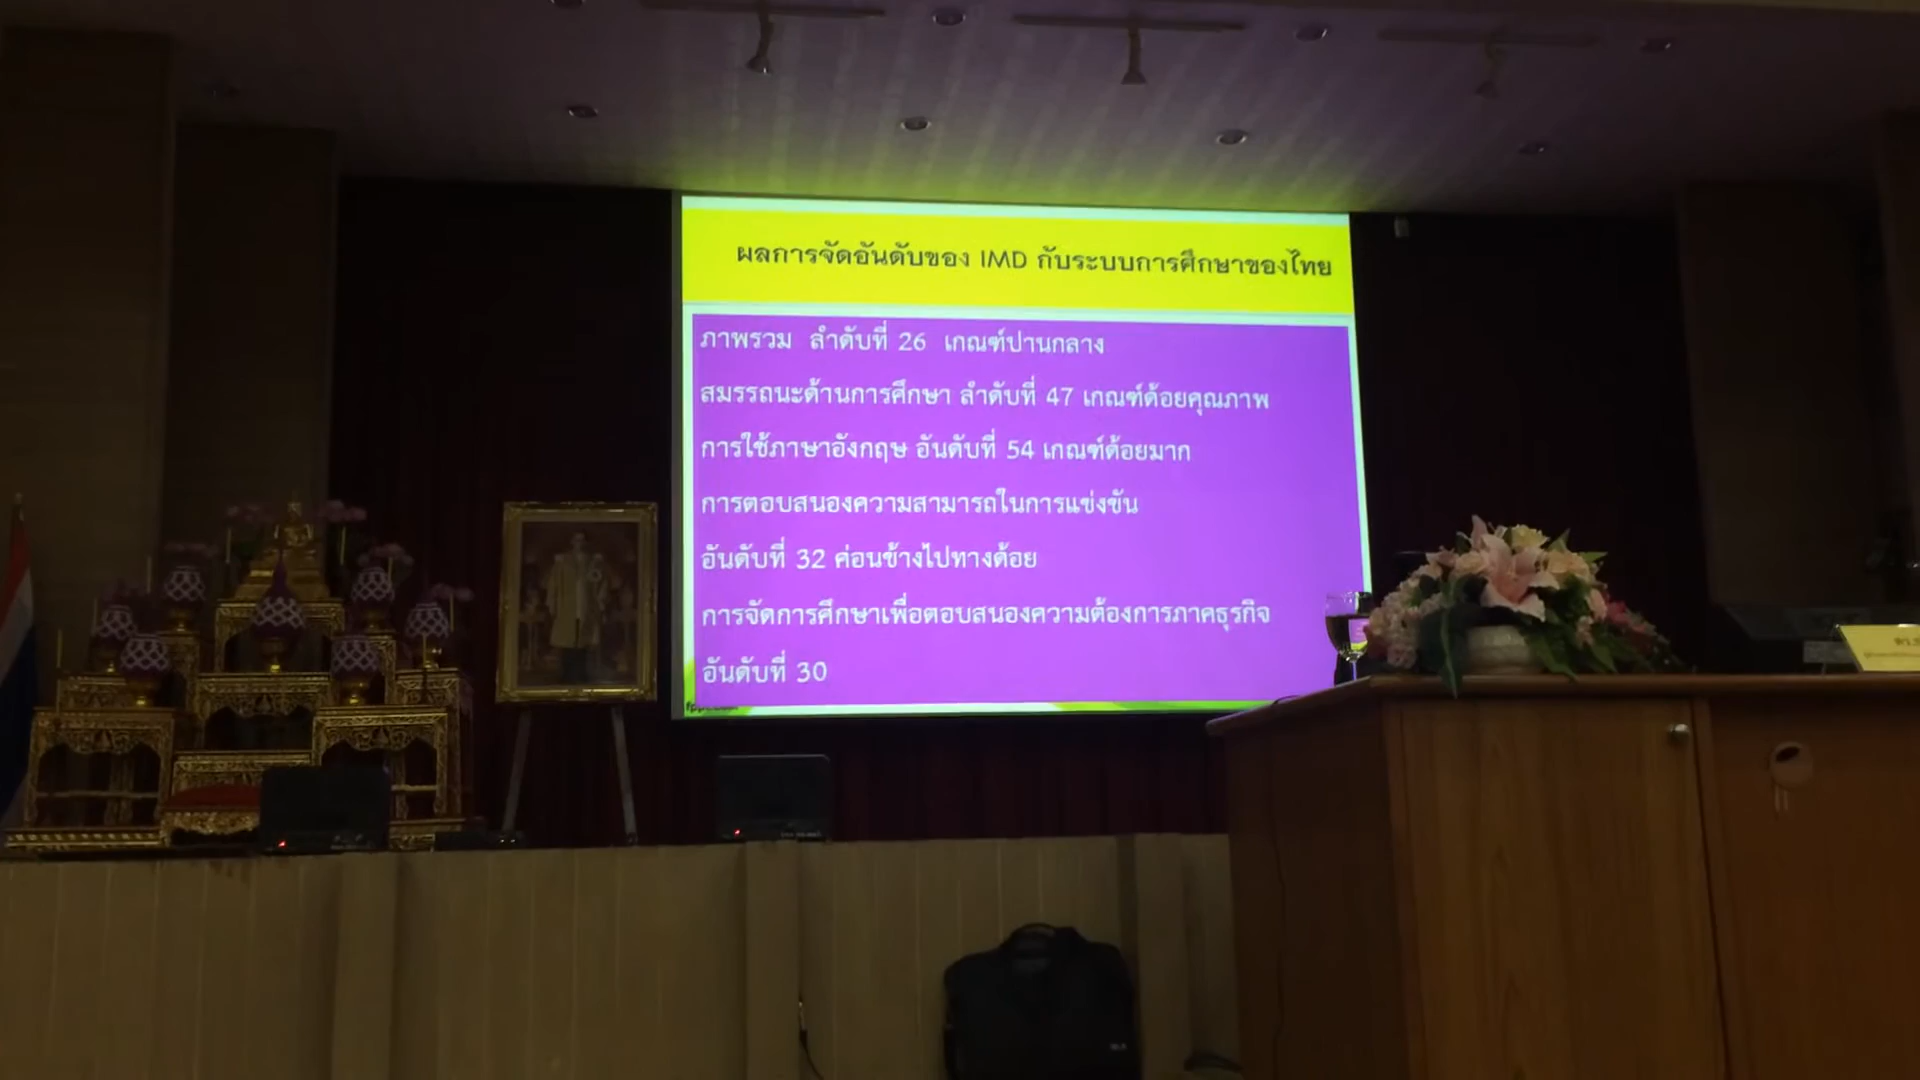 ผลการจัดอันดับของ IMD กับระบบการศึกษาของไทย
ภาพรวม ลำดับที่ 26 เกณฑ์ปานกลาง
สมรรถนะด้านการศึกษา ลำดับที่ 47 เกณฑ์ด้อยคุณภาพ
การใช้ภาษาอังกฤษ อันดับที่ 54 เกณฑ์ด้อยมาก
การตอบสนองความสามารถในการแข่งขัน
อันดับที่ 32 ค่อนข้างไปทางด้อย
การจัดการศึกษาเพื่อตอบสนองความต้องการภาคธุรกิจ
อันดับที่ 30